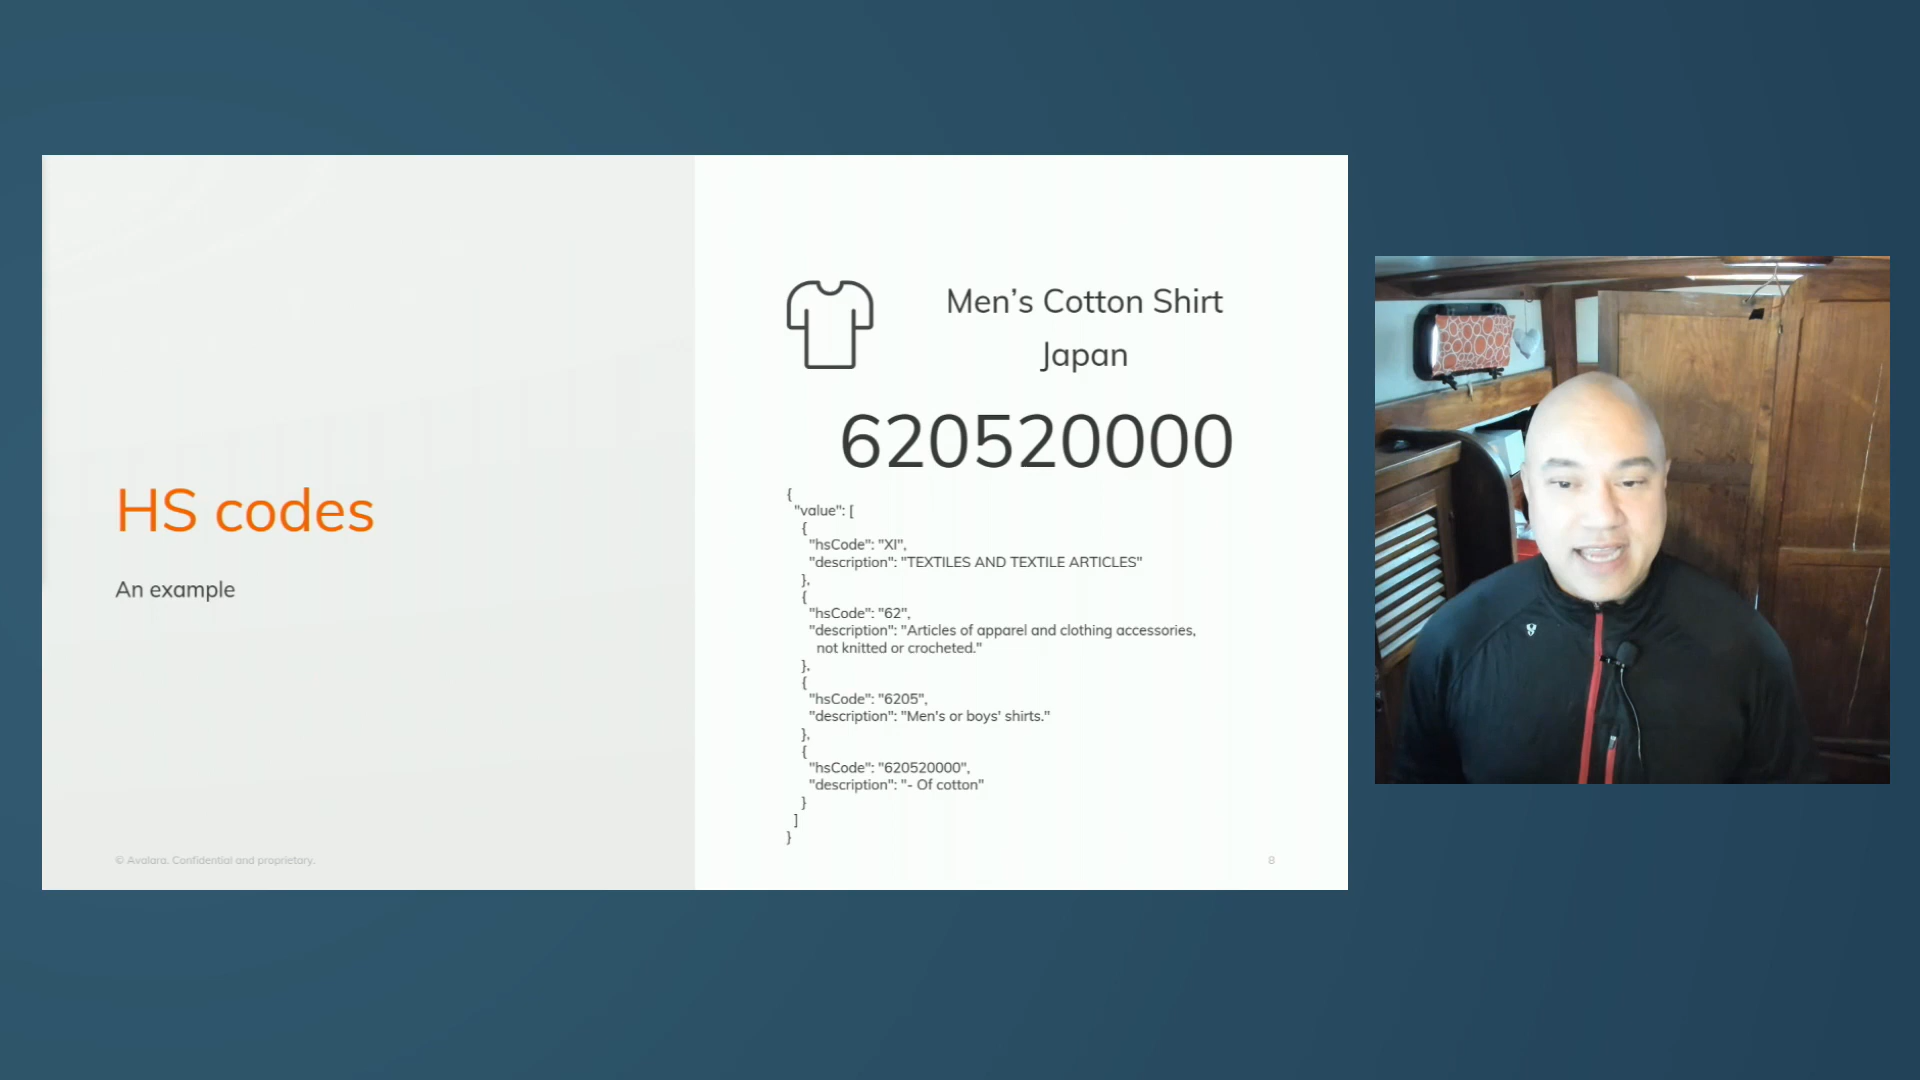 HS codes
An example
© Avalara. Confidential and proprietary.
Men’s Cotton Shirt
Japan
620520000
{
"value": [
{
"hsCode": "XI",
"description": "TEXTILES AND TEXTILE ARTICLES"
},
{
"hsCode": "62",
"description": "Articles of apparel and clothing accessories,
not knitted or crocheted."
},
{
"hsCode": "6205",
"description": "Men's or boys' shirts."
},
{
"hsCode": "620520000",
"description": "- Of cotton"
}
]
}
8